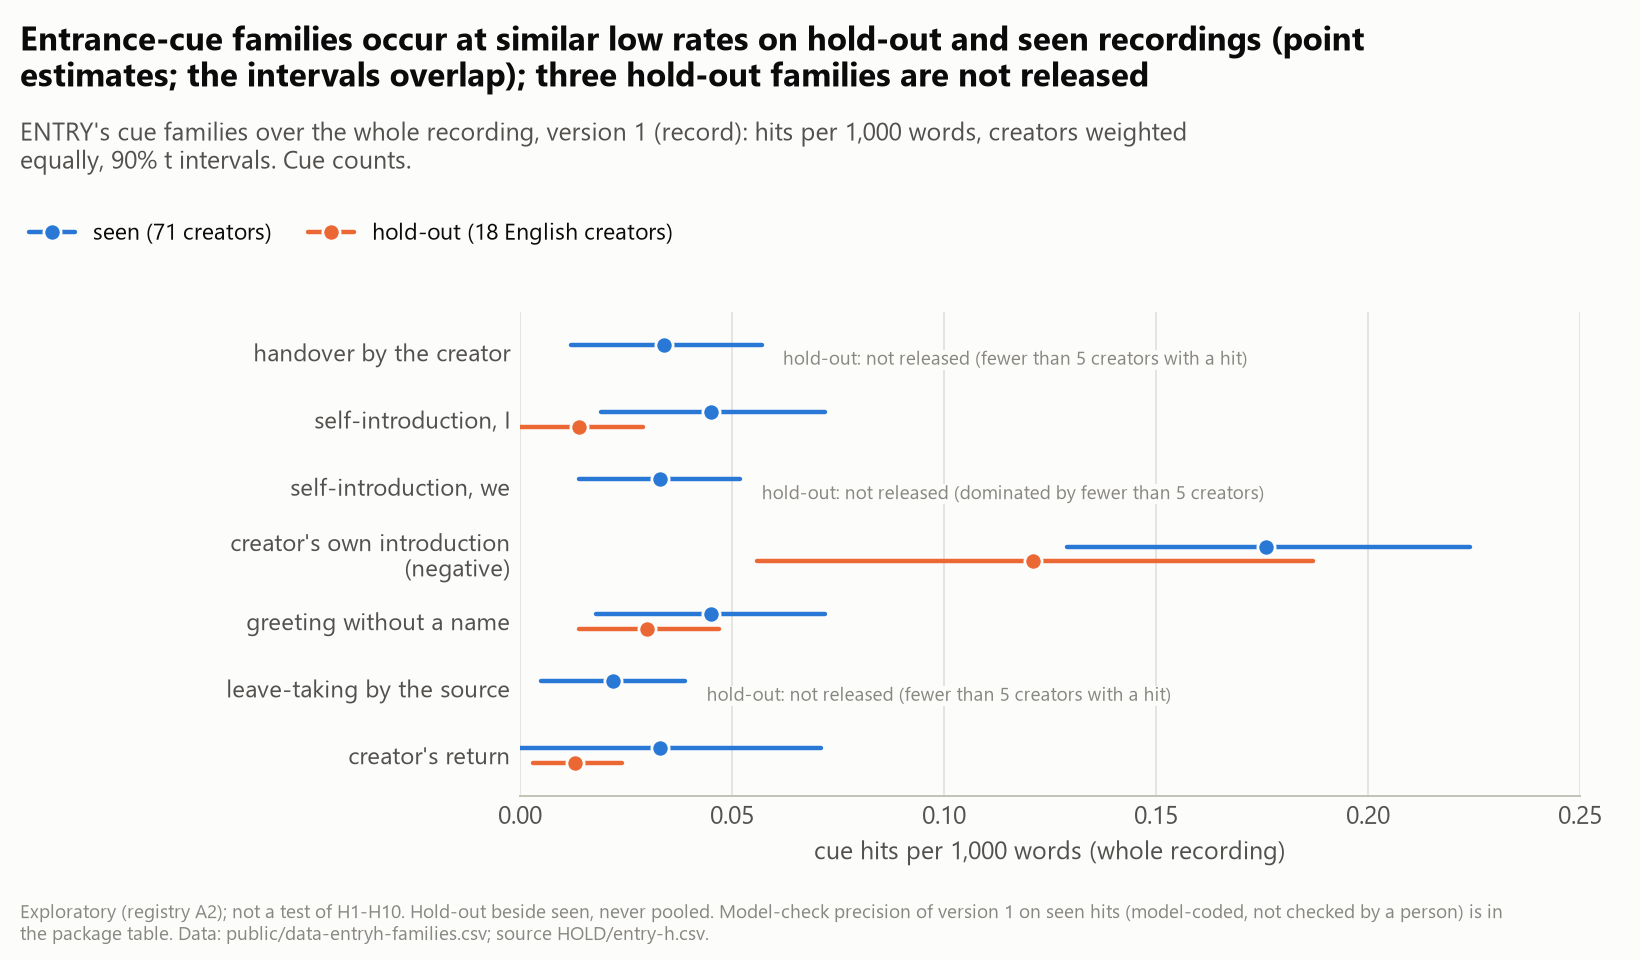 Entrance-cue families occur at similar low rates on hold-out and seen recordings (point
estimates; the intervals overlap); three hold-out families are not released
ENTRY's cue families over the whole recording, version 1 (record): hits per 1,000 words, creators weighted
equally, 90% t intervals. Cue counts.
seen (71 creators)
hold-out (18 English creators)
handover by the creator
hold-out: not released (fewer than 5 creators with a hit)
self-introduction, I
self-introduction, we
hold-out: not released (dominated by fewer than 5 creators)
creator's own introduction
(negative)
greeting without a name
leave-taking by the source
hold-out: not released (fewer than 5 creators with a hit)
creator's return
0.00 0.05 0.10 0.15 0.20 0.25
cue hits per 1,000 words (whole recording)
Exploratory (registry A2); not a test of H1-H10. Hold-out beside seen, never pooled. Model-check precision of version 1 on seen hits (model-coded, not checked by a person) is in
the package table. Data: public/data-entryh-families.csv; source HOLD/entry-h.csv.